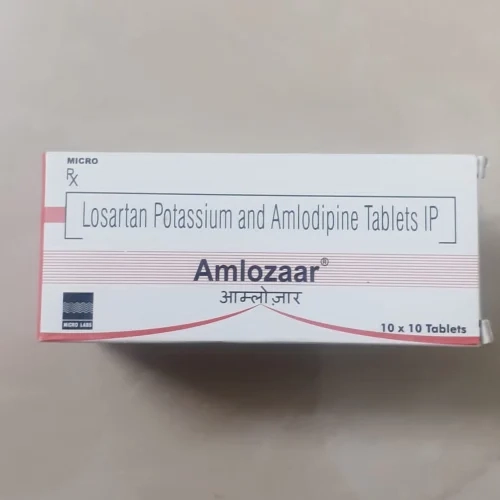 MICRO
Rx
Losartan Potassium and Amlodipine Tablets IP
Amlozaar®
आम्लोज़ार
MICRO LABS
10 x 10 Tablets